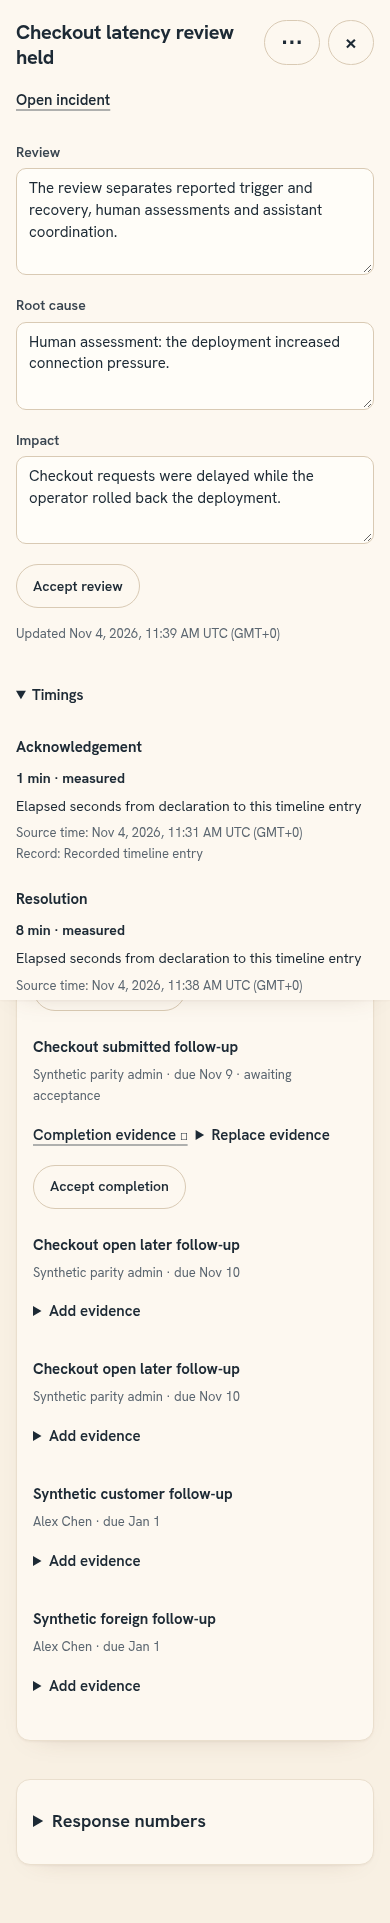 Checkout latency review
held
Open incident
Review
The review separates reported trigger and
recovery, human assessments and assistant
coordination.
Root cause
Human assessment: the deployment increased
connection pressure.
Impact
Checkout requests were delayed while the
operator rolled back the deployment.
Accept review
Updated Nov 4, 2026, 11:39 AM UTC (GMT+0)
▼ Timings
Acknowledgement
1 min · measured
Elapsed seconds from declaration to this timeline entry
Source time: Nov 4, 2026, 11:31 AM UTC (GMT+0)
Record: Recorded timeline entry
Resolution
8 min · measured
Elapsed seconds from declaration to this timeline entry
Source time: Nov 4, 2026, 11:38 AM UTC (GMT+0)
Checkout submitted follow-up
Synthetic parity admin · due Nov 9 · awaiting
acceptance
Completion evidence □ ▶ Replace evidence
Accept completion
Checkout open later follow-up
Synthetic parity admin · due Nov 10
▶ Add evidence
Checkout open later follow-up
Synthetic parity admin · due Nov 10
▶ Add evidence
Synthetic customer follow-up
Alex Chen · due Jan 1
▶ Add evidence
Synthetic foreign follow-up
Alex Chen · due Jan 1
▶ Add evidence
▶ Response numbers